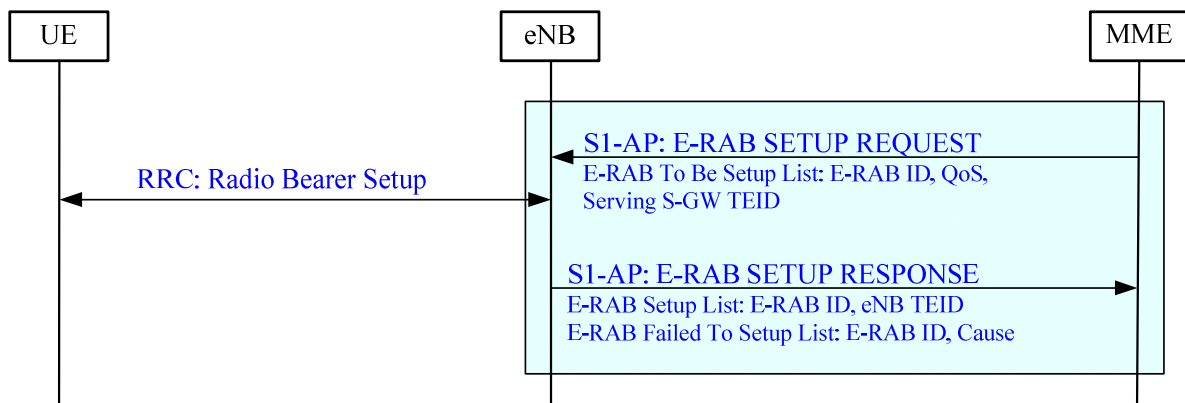 UE
eNB
MME
S1-AP: E-RAB SETUP REQUEST
E-RAB To Be Setup List: E-RAB ID, QoS,
Serving S-GW TEID
RRC: Radio Bearer Setup
S1-AP: E-RAB SETUP RESPONSE
E-RAB Setup List: E-RAB ID, eNB TEID
E-RAB Failed To Setup List: E-RAB ID, Cause